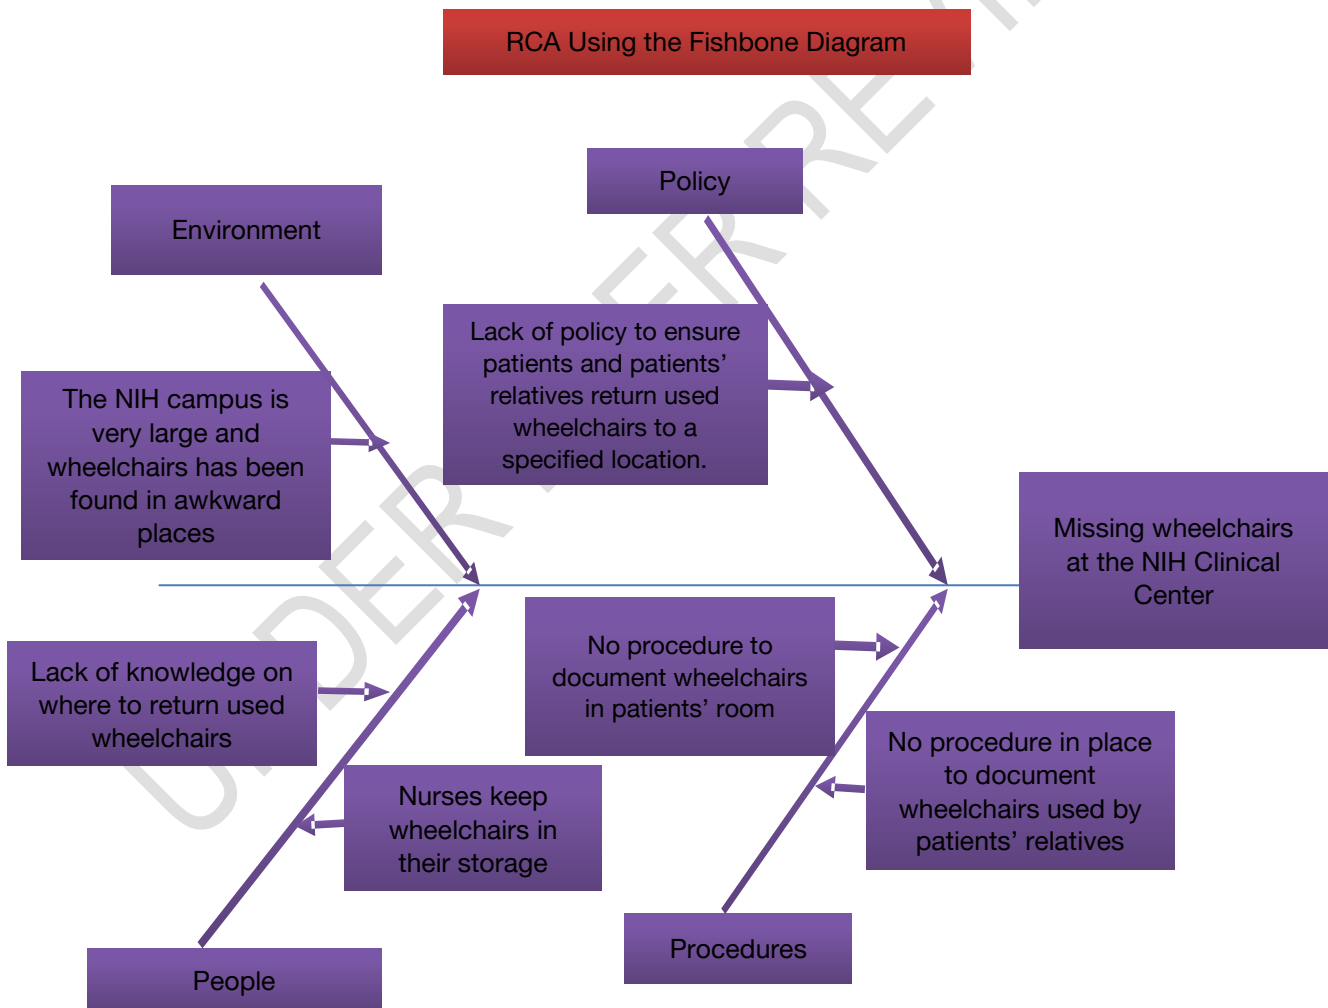 RCA Using the Fishbone Diagram
Policy
Environment
Lack of policy to ensure
patients and patients’
relatives return used
wheelchairs to a
specified location.
The NIH campus is
very large and
wheelchairs has been
found in awkward
places
Missing wheelchairs
at the NIH Clinical
Center
No procedure to
document wheelchairs
in patients’ room
Lack of knowledge on
where to return used
wheelchairs
No procedure in place
to document
wheelchairs used by
patients’ relatives
Nurses keep
wheelchairs in
their storage
Procedures
People